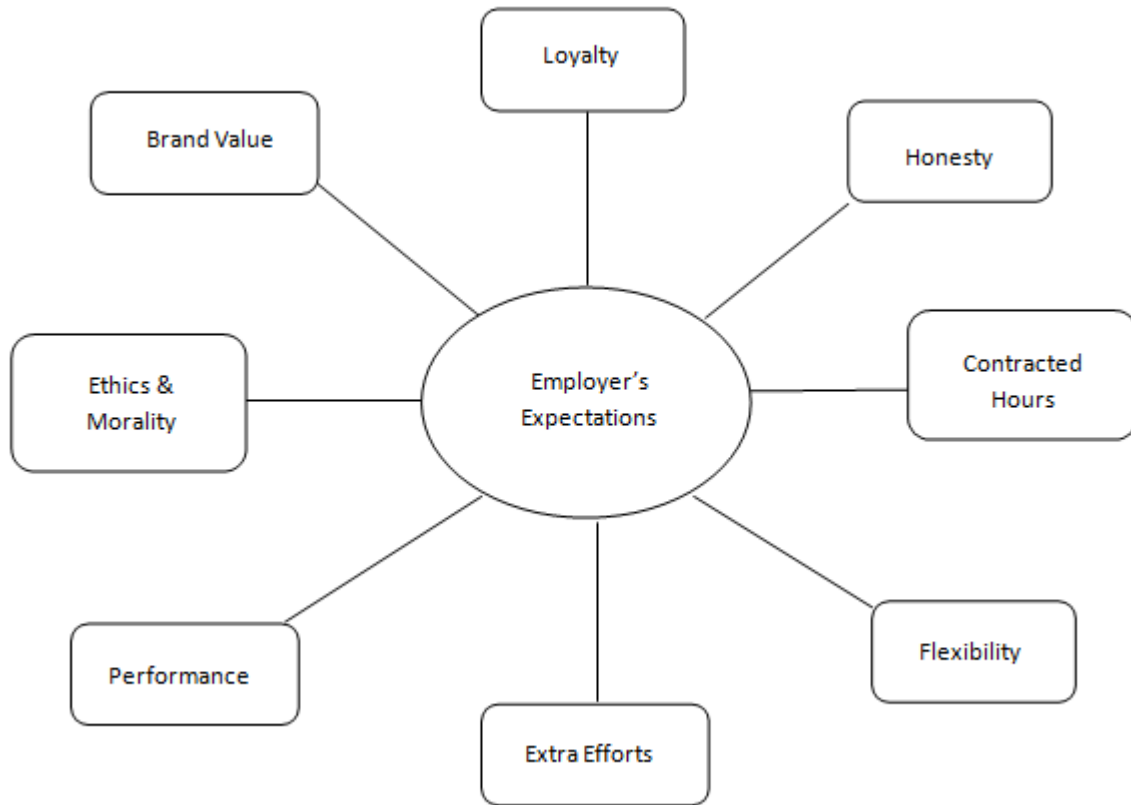 Loyalty
Brand Value
Honesty
Employer’s
Expectations
Contracted
Hours
Ethics &
Morality
Performance
Flexibility
Extra Efforts